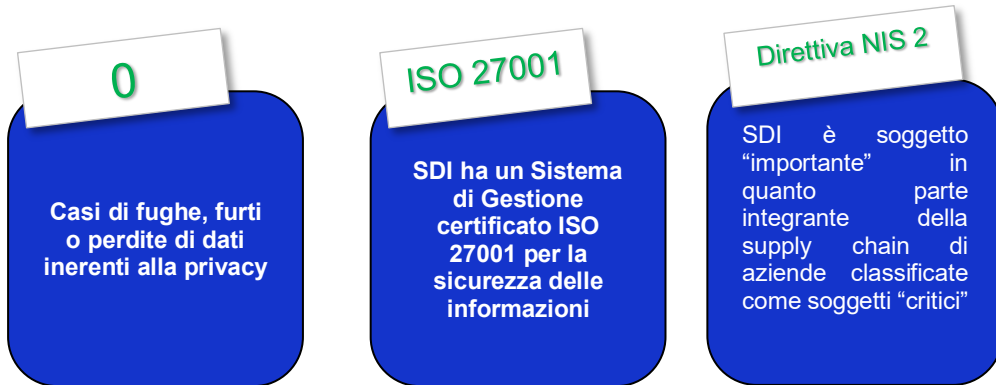 0
Casi di fughe, furti
o perdite di dati
inerenti alla privacy
ISO 27001
SDI ha un Sistema
di Gestione
certificato ISO
27001 per la
sicurezza delle
informazioni
Direttiva NIS 2
SDI è soggetto
“importante” in
quanto parte
integrante della
supply chain di
aziende classificate
come soggetti “critici”